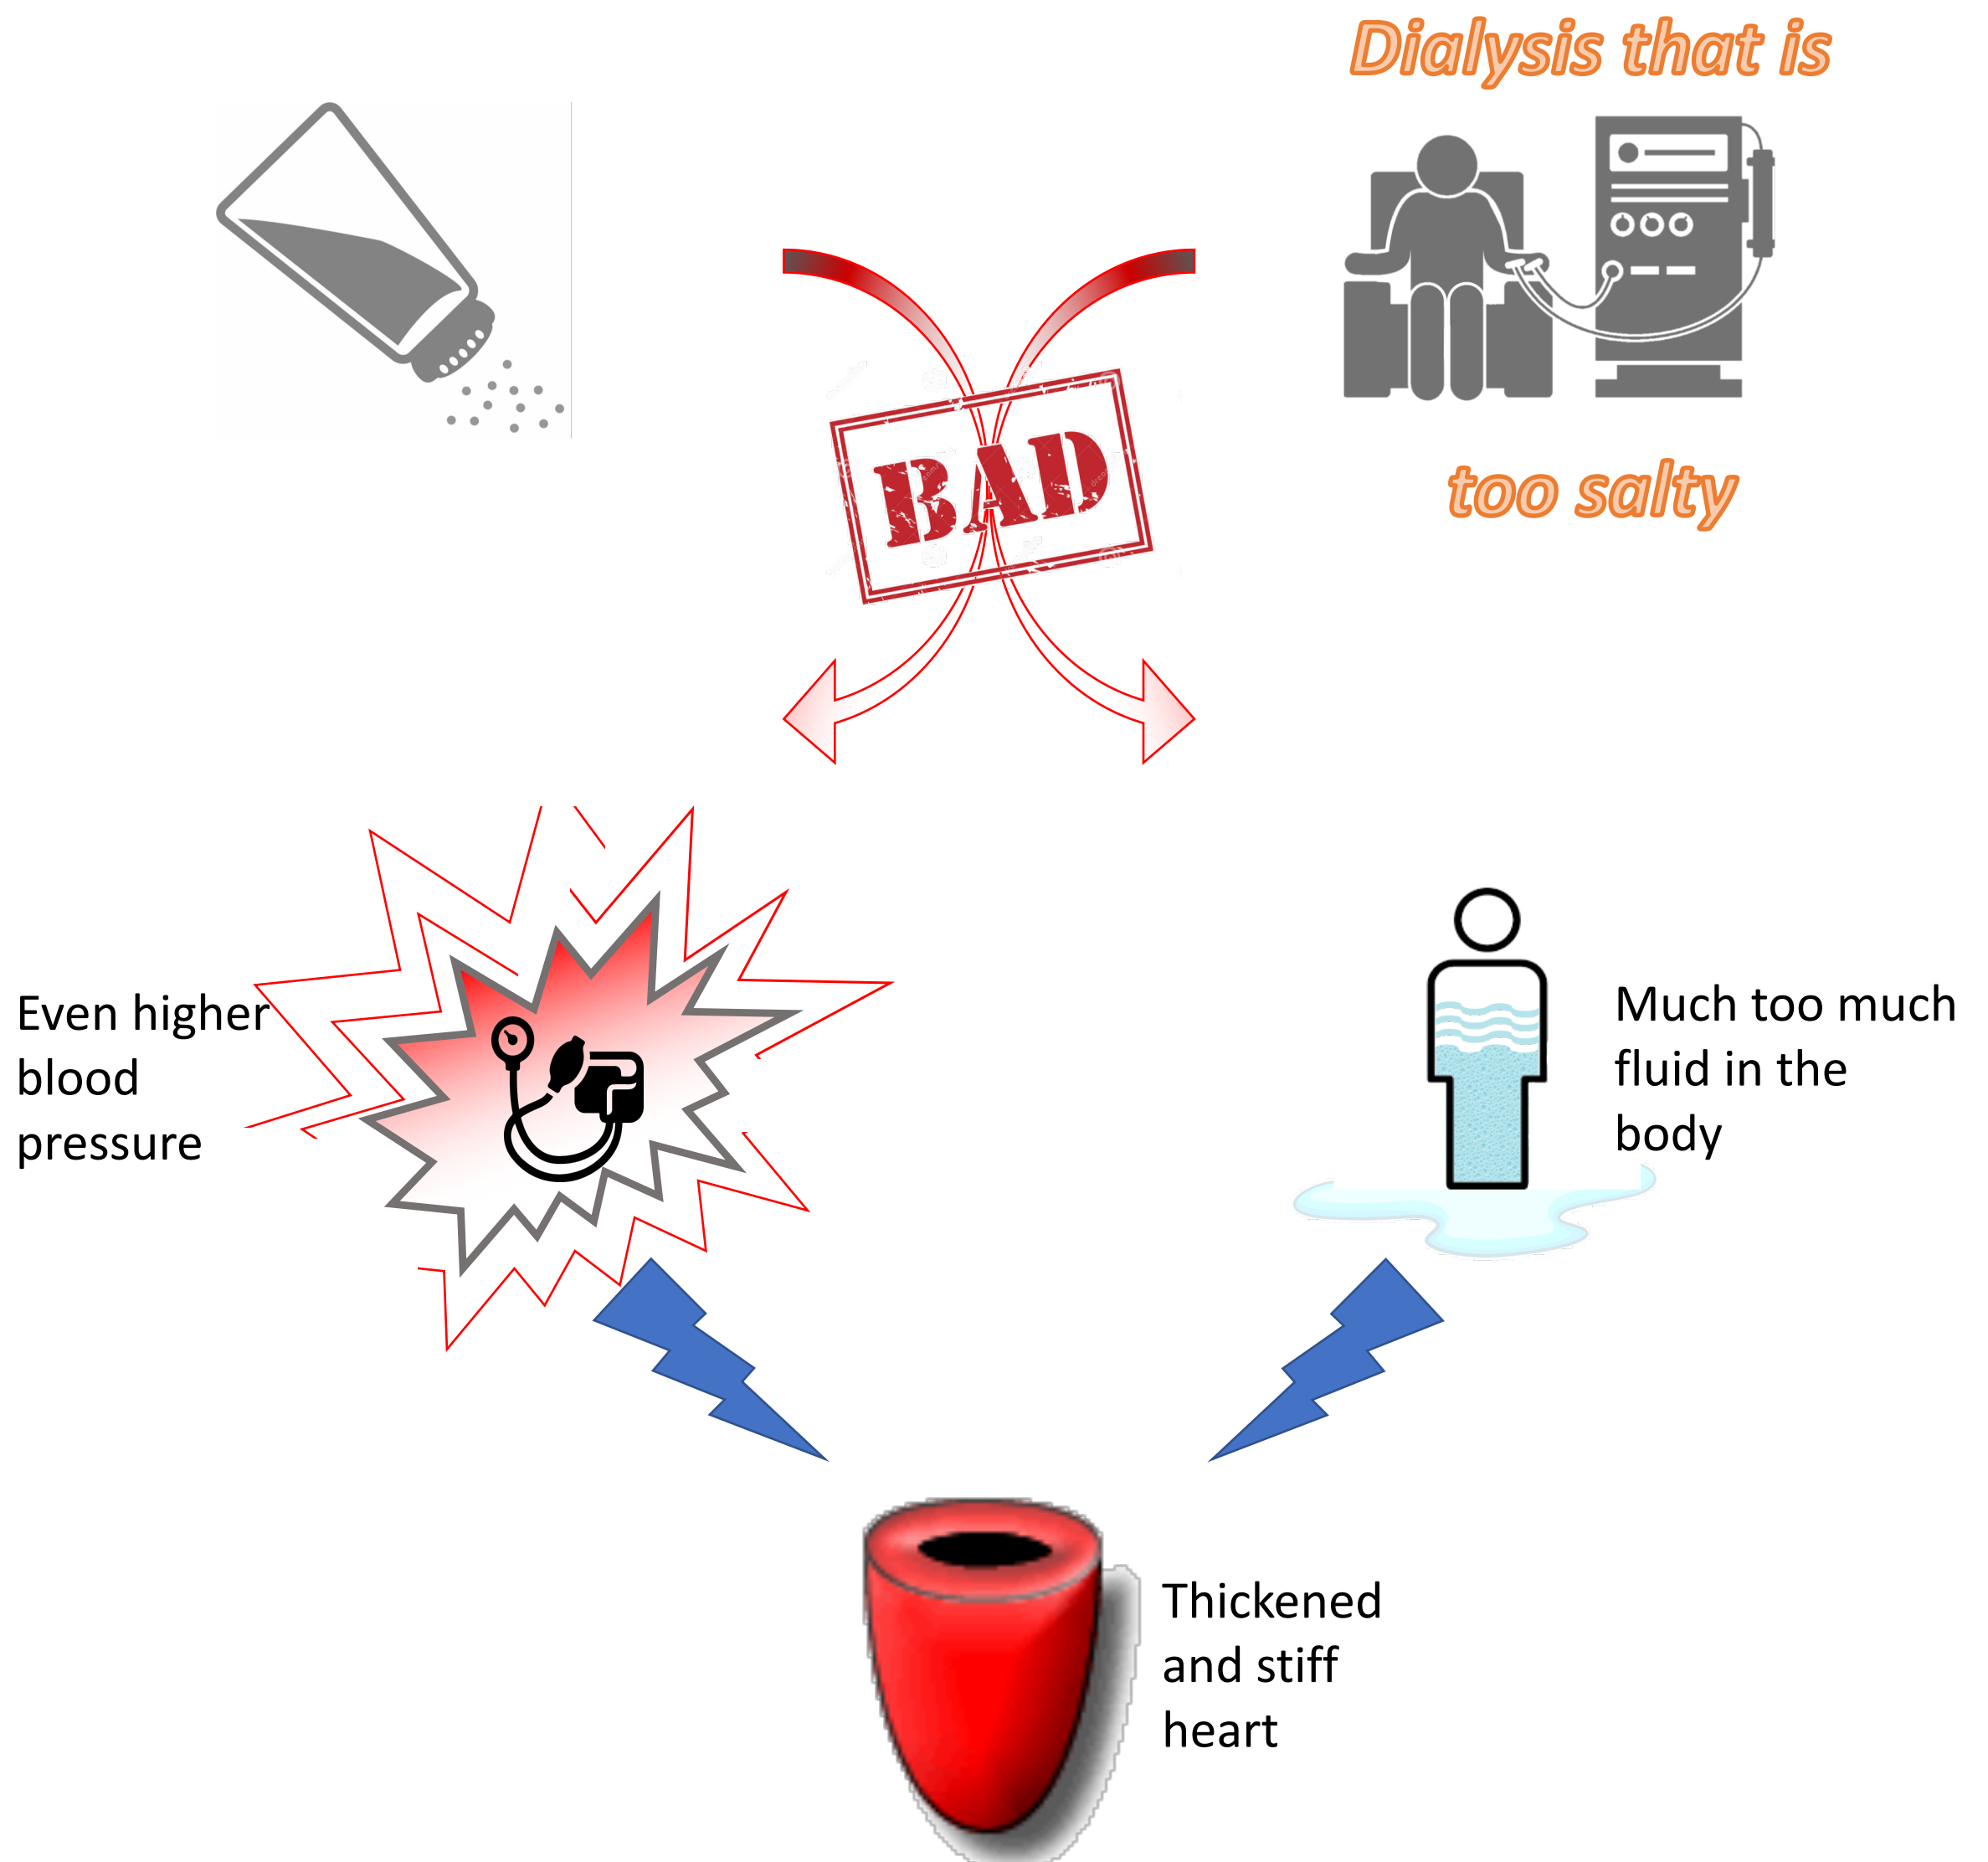 Dialysis that is
too salty
BAD
Even higher
blood
pressure
Much too much
fluid in the
body
Thickened
and stiff
heart